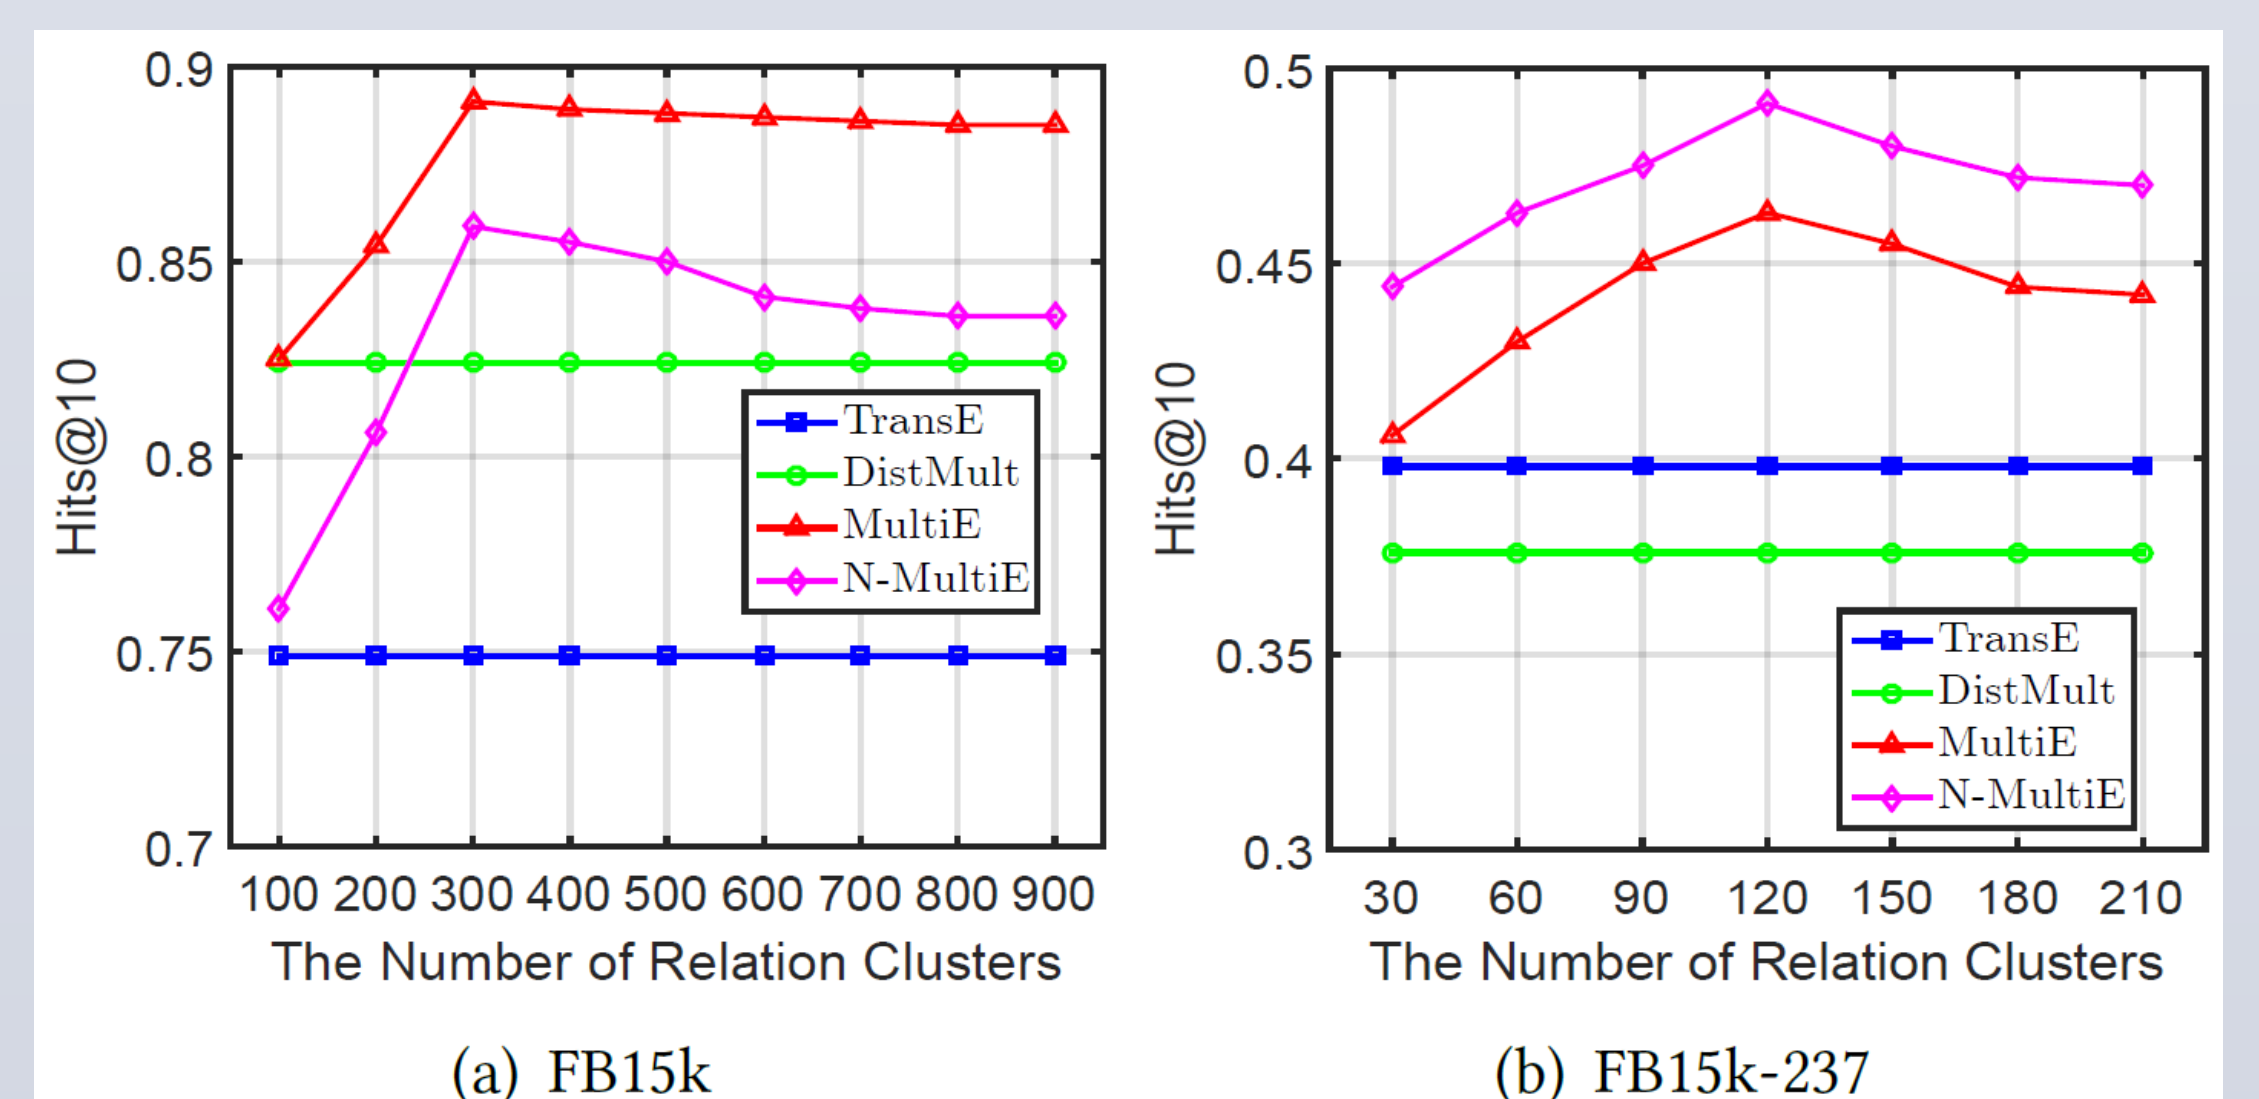 0.9
0.85
0.8
0.75
0.7
Hits@10
100 200 300 400 500 600 700 800 900
The Number of Relation Clusters
TransE
DistMult
MultiE
N-MultiE
(a) FB15k
0.5
0.45
0.4
0.35
0.3
Hits@10
30 60 90 120 150 180 210
The Number of Relation Clusters
TransE
DistMult
MultiE
N-MultiE
(b) FB15k-237